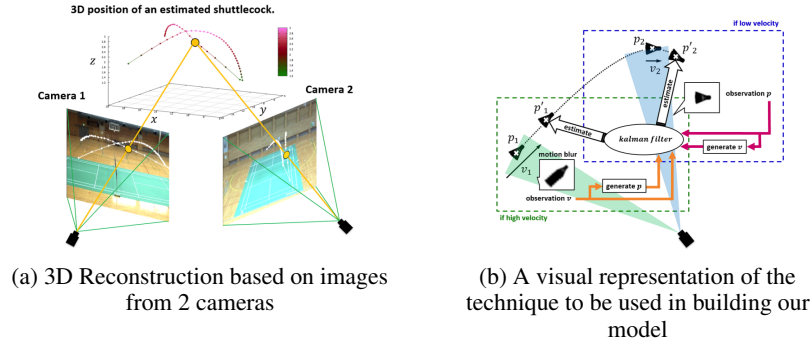 3D position of an estimated shuttlecock.
z
x
y
Camera 1
Camera 2
if low velocity
p₂
p'₂
v₂
estimate
observation p
p'₁
estimate
kalman filter
generate v
p₁
motion blur
v₁
generate p
observation v
if high velocity
(a) 3D Reconstruction based on images
from 2 cameras
(b) A visual representation of the
technique to be used in building our
model